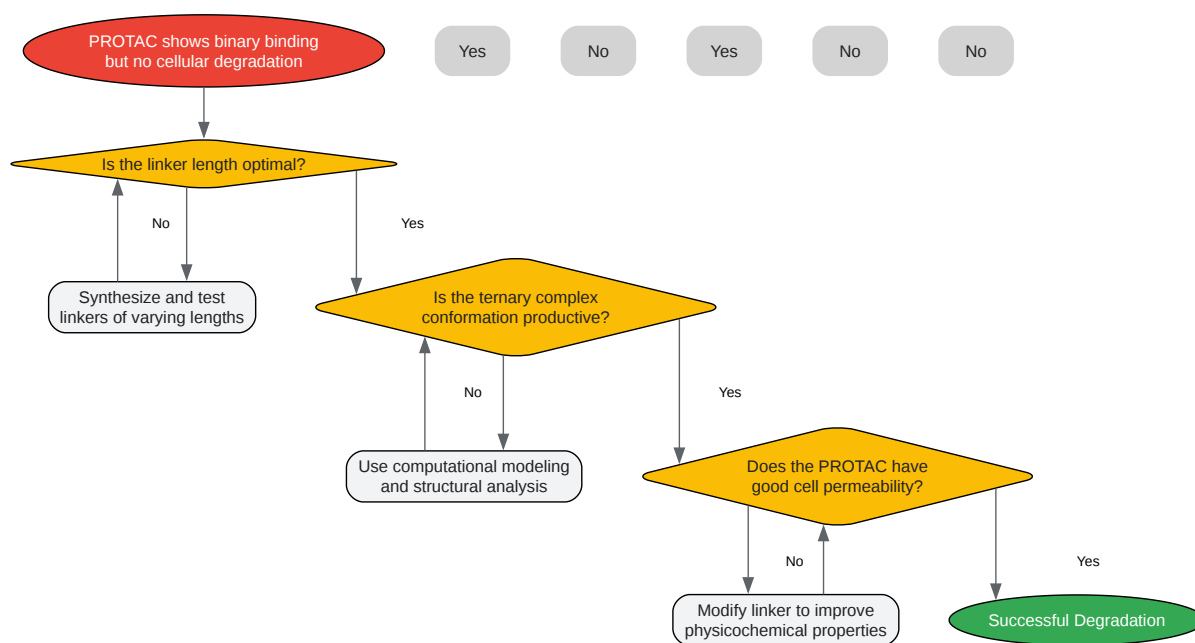 PROTAC shows binary binding
but no cellular degradation
Yes
No
Yes
No
No
Is the linker length optimal?
No
Yes
Synthesize and test
linkers of varying lengths
Is the ternary complex
conformation productive?
No
Yes
Use computational modeling
and structural analysis
Does the PROTAC have
good cell permeability?
No
Yes
Modify linker to improve
physicochemical properties
Successful Degradation